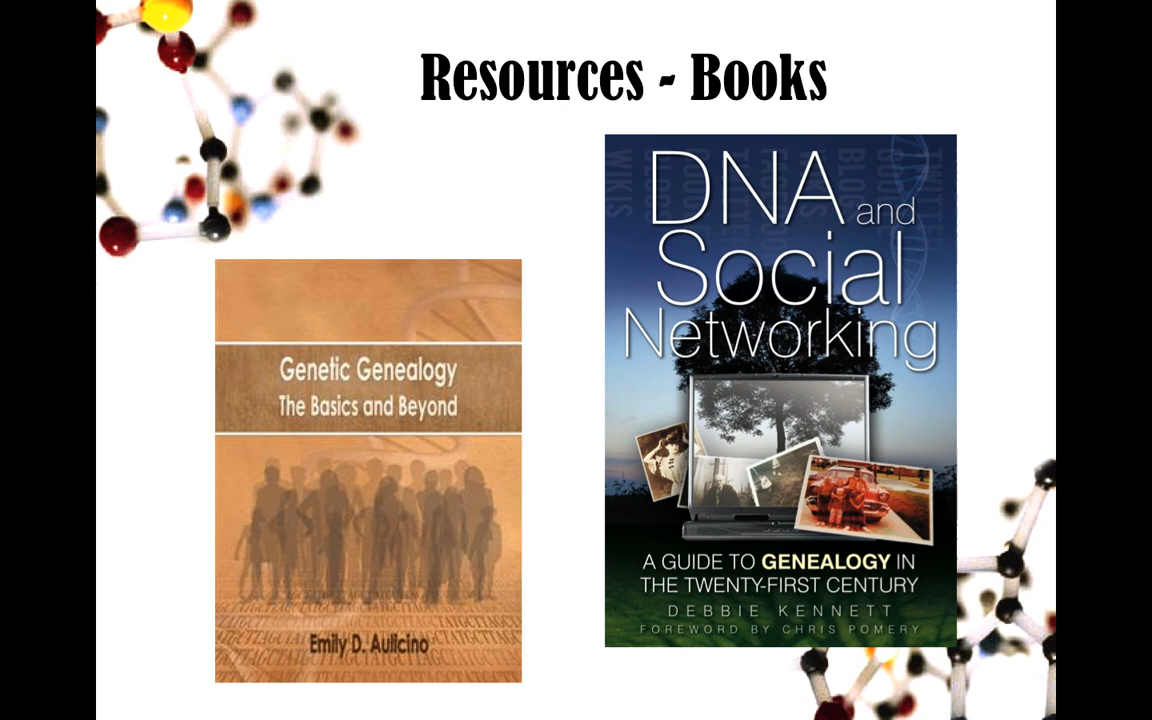 Resources - Books
Genetic Genealogy
The Basics and Beyond
Emily D. Aulicino
DNA and
Social
Networking
A GUIDE TO GENEALOGY IN
THE TWENTY-FIRST CENTURY
DEBBIE KENNETT
FOREWORD BY CHRIS POMERY